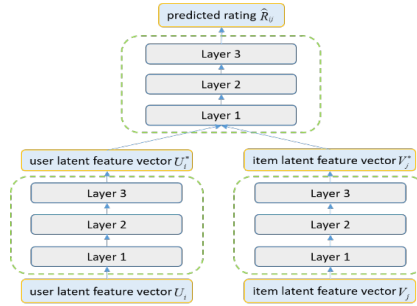 predicted rating R̂ᵢⱼ
Layer 3
Layer 2
Layer 1
user latent feature vector Uᵢ*
item latent feature vector Vⱼ*
Layer 3
Layer 3
Layer 2
Layer 2
Layer 1
Layer 1
user latent feature vector Uᵢ
item latent feature vector Vⱼ